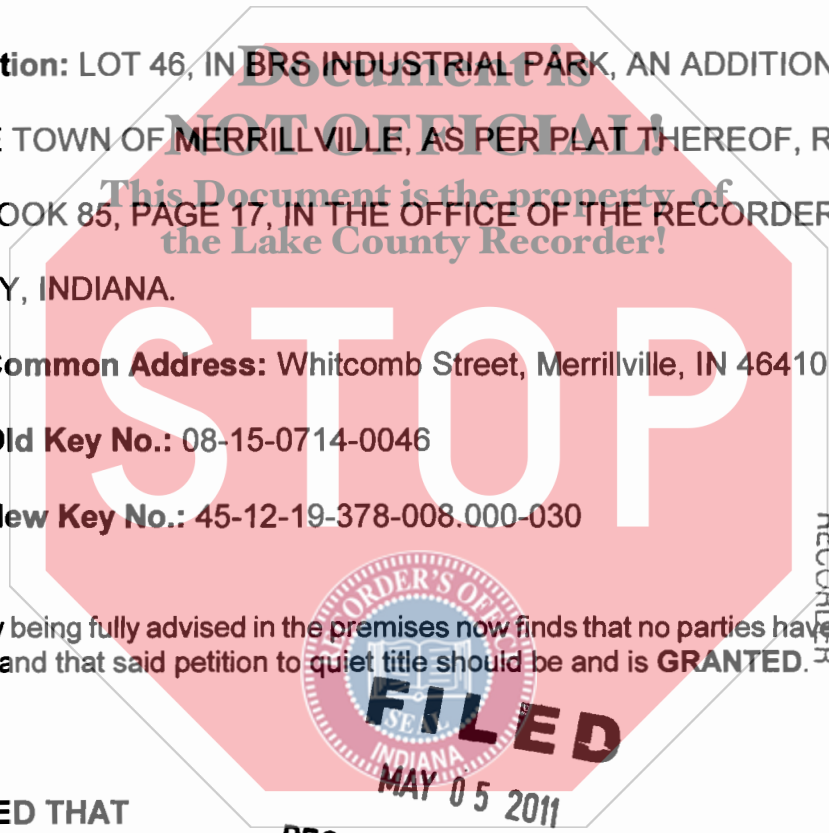 tion: LOT 46, IN BRS INDUSTRIAL PARK, AN ADDITION
Document is
E TOWN OF MERRILLVILLE, AS PER PLAT THEREOF, R
NOT OFFICIAL!
This Document is the property of
OOK 85, PAGE 17, IN THE OFFICE OF THE RECORDER
the Lake County Recorder!
Y, INDIANA.
STOP
Common Address: Whitcomb Street, Merrillville, IN 46410
Old Key No.: 08-15-0714-0046
New Key No.: 45-12-19-378-008.000-030
RECORDER
RECORDER'S OFFICE
y being fully advised in the premises now finds that no parties have
and that said petition to quiet title should be and is GRANTED.
FILED
SEAL
INDIANA
MAY 05 2011
ED THAT